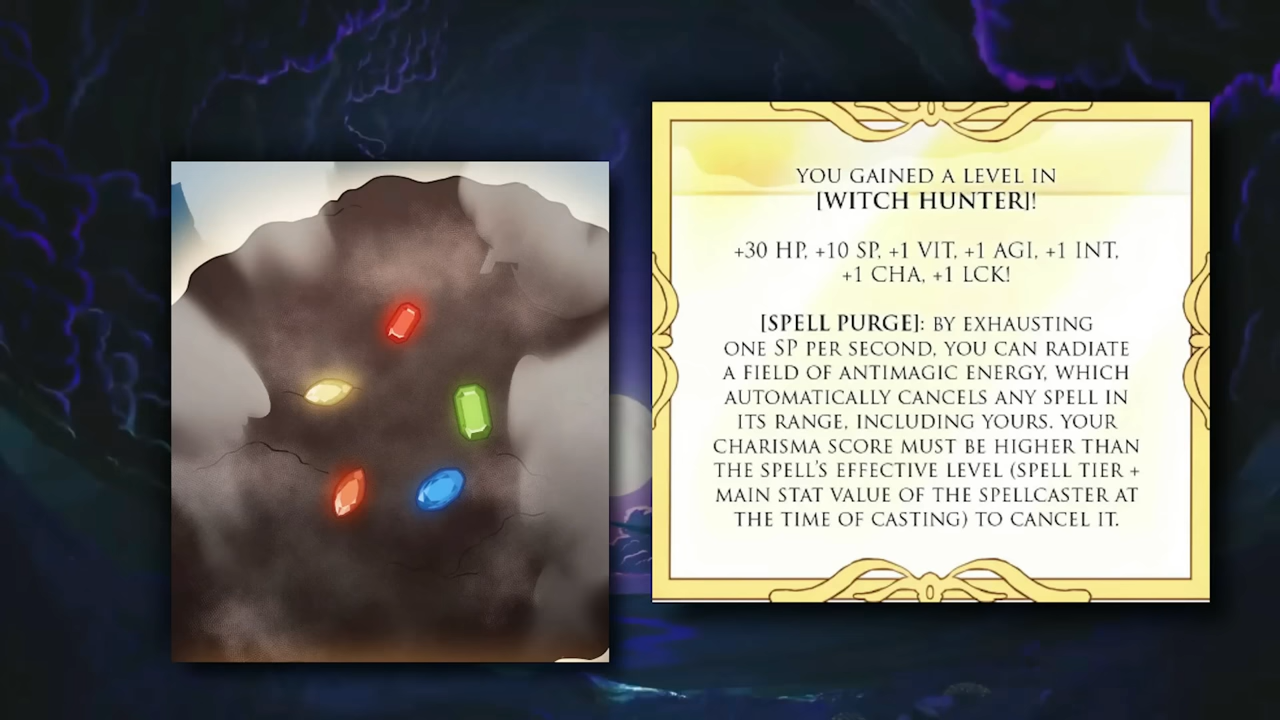 YOU GAINED A LEVEL IN
[WITCH HUNTER]!
+30 HP, +10 SP, +1 VIT, +1 AGI, +1 INT,
+1 CHA, +1 LCK!
[SPELL PURGE]: BY EXHAUSTING
ONE SP PER SECOND, YOU CAN RADIATE
A FIELD OF ANTIMAGIC ENERGY, WHICH
AUTOMATICALLY CANCELS ANY SPELL IN
ITS RANGE, INCLUDING YOURS. YOUR
CHARISMA SCORE MUST BE HIGHER THAN
THE SPELL'S EFFECTIVE LEVEL (SPELL TIER +
MAIN STAT VALUE OF THE SPELLCASTER AT
THE TIME OF CASTING) TO CANCEL IT.